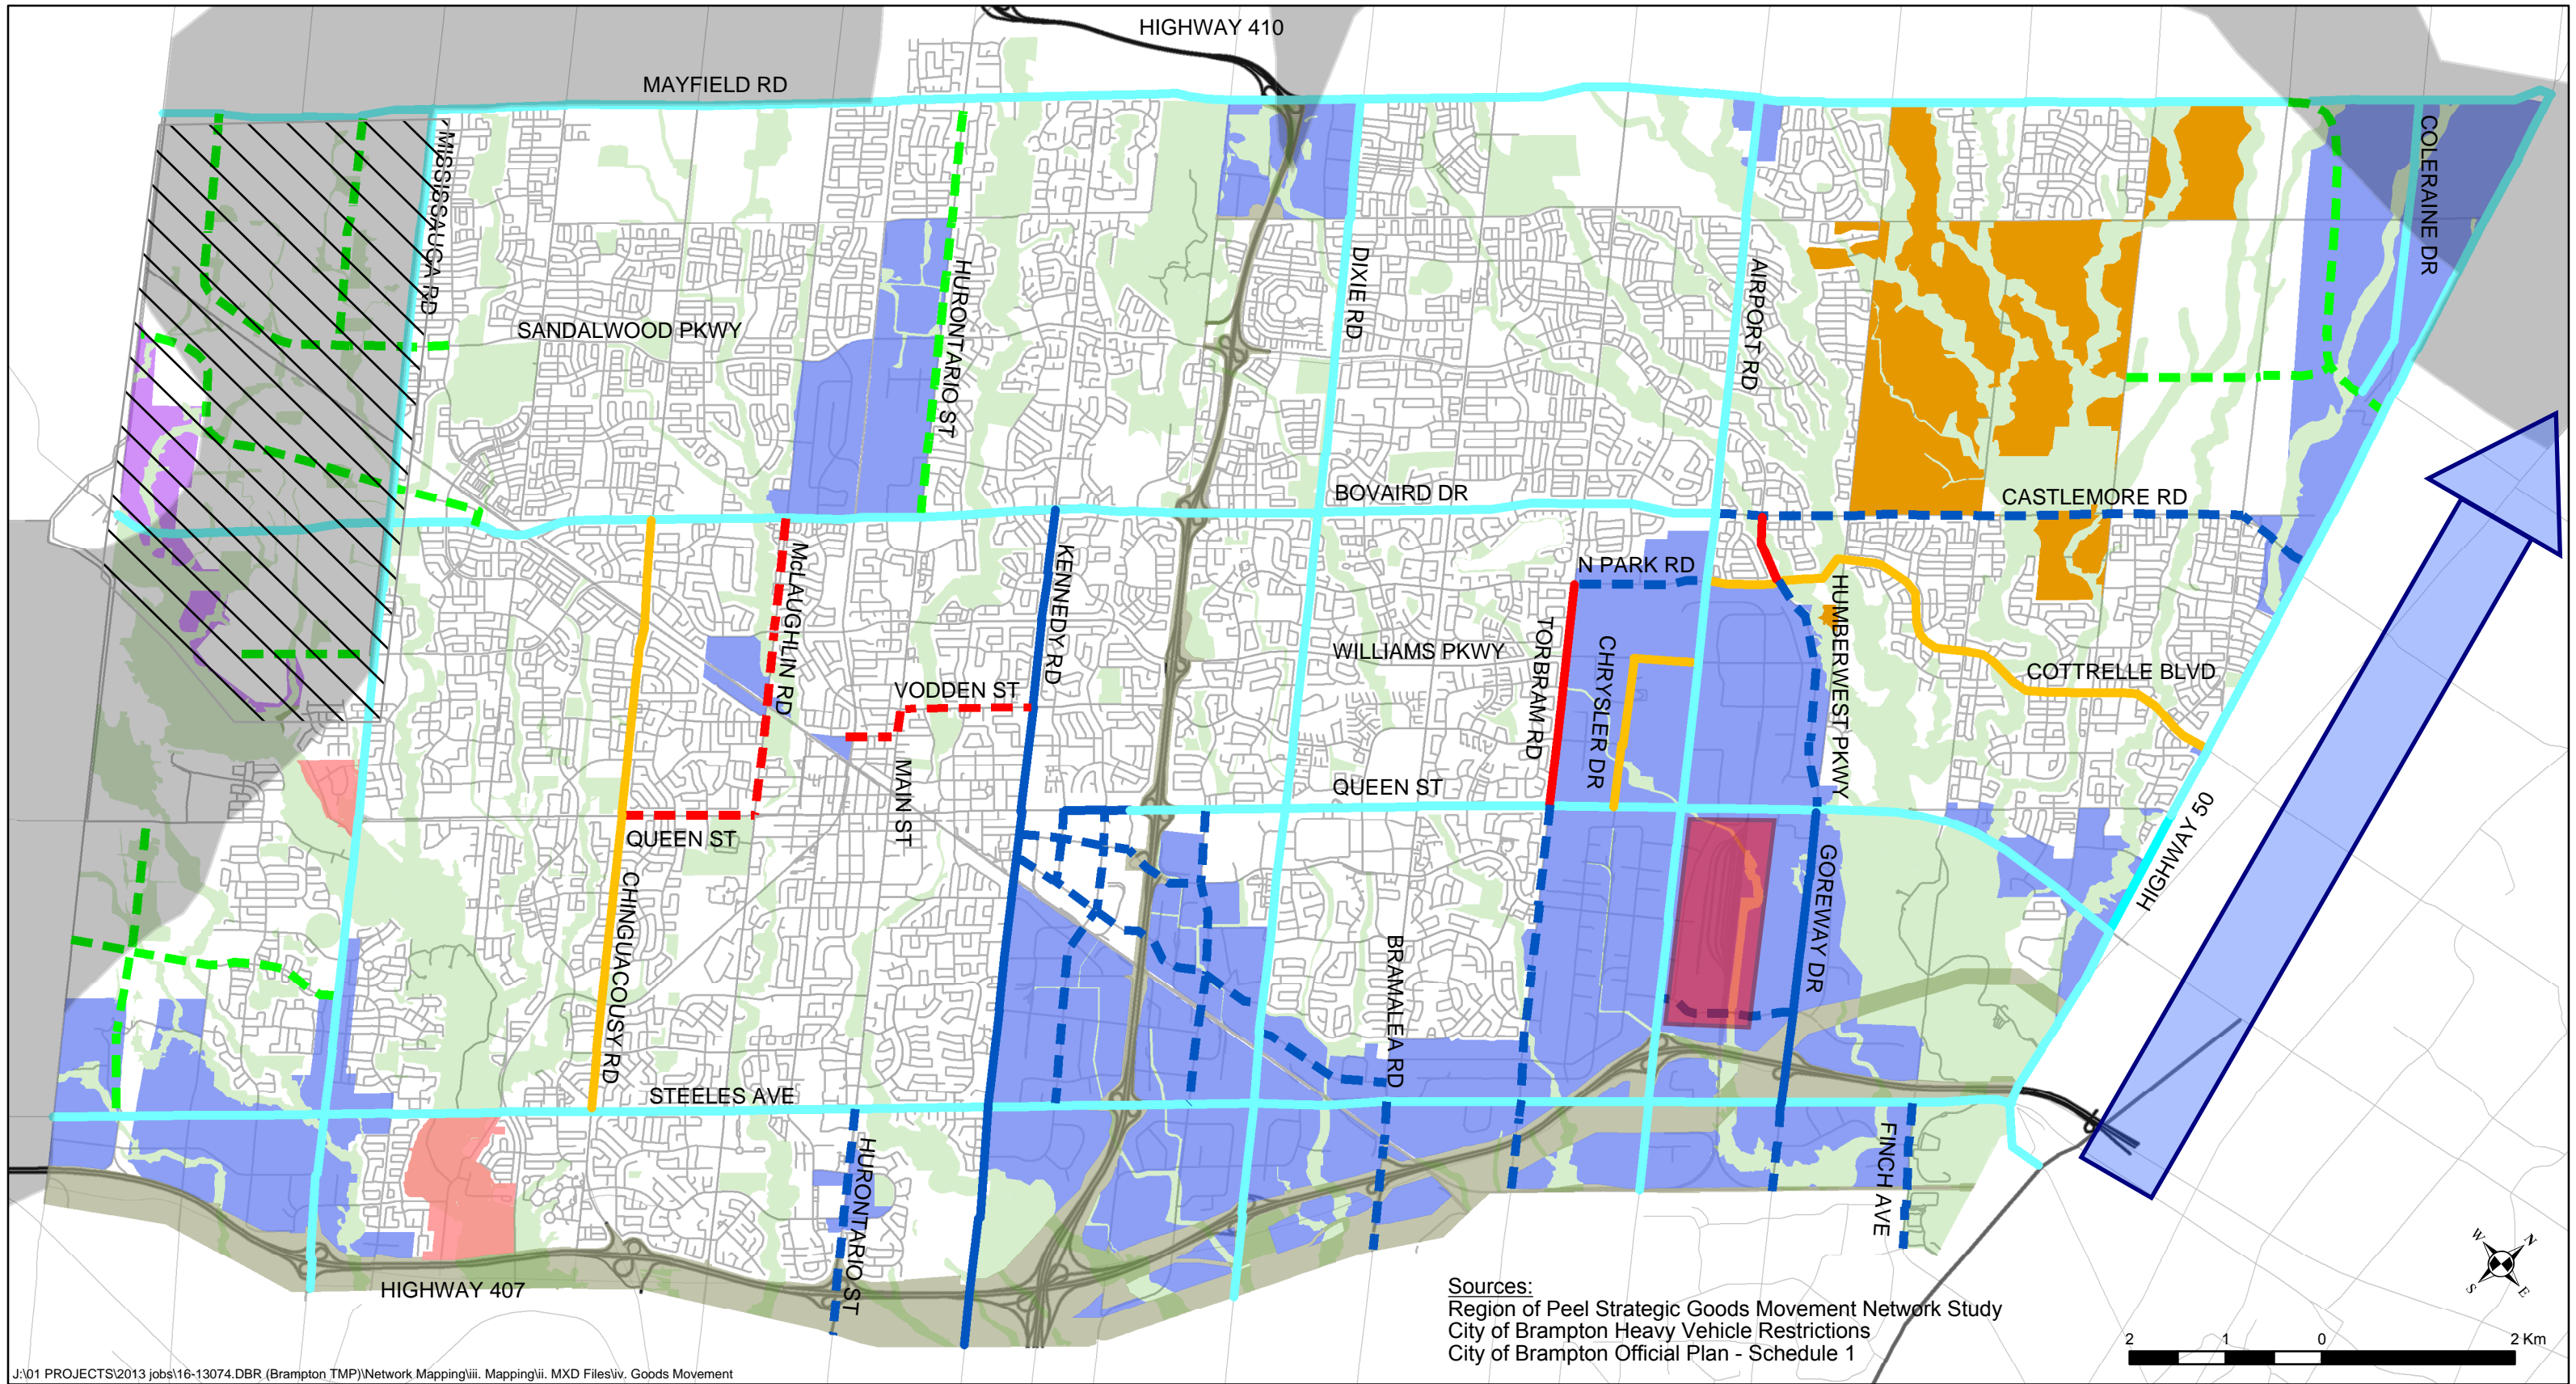 HIGHWAY 410
MAYFIELD RD
MISSISSAUGA RD
COLERAINE DR
SANDALWOOD PKWY
HURONTARIO ST
DIXIE RD
AIRPORT RD
BOVAIRD DR
CASTLEMORE RD
McLAUGHLIN RD
KENNEDY RD
N PARK RD
HUMBERWEST PKWY
TORBRAM RD
CHRYSLER DR
WILLIAMS PKWY
COTTRELLE BLVD
VODDEN ST
MAIN ST
QUEEN ST
QUEEN ST
HIGHWAY 50
CHINGUACOUSY RD
GOREWAY DR
BRAMALEA RD
STEELES AVE
HURONTARIO ST
FINCH AVE
HIGHWAY 407
W
N
S
E
Sources:
Region of Peel Strategic Goods Movement Network Study
City of Brampton Heavy Vehicle Restrictions
City of Brampton Official Plan - Schedule 1
2 1 0 2 Km
J:\01 PROJECTS\2013 jobs\16-13074.DBR (Brampton TMP)\Network Mapping\iii. Mapping\ii. MXD Files\iv. Goods Movement